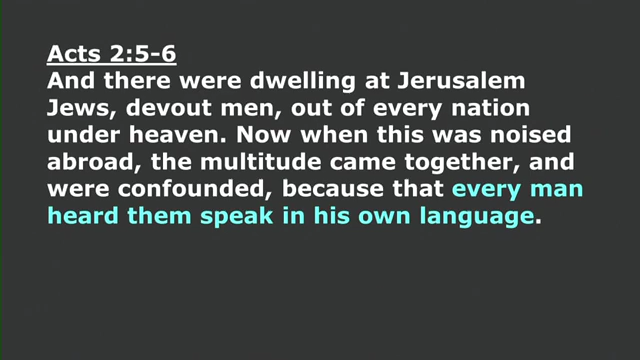 Acts 2:5-6
And there were dwelling at Jerusalem
Jews, devout men, out of every nation
under heaven. Now when this was noised
abroad, the multitude came together, and
were confounded, because that every man
heard them speak in his own language.